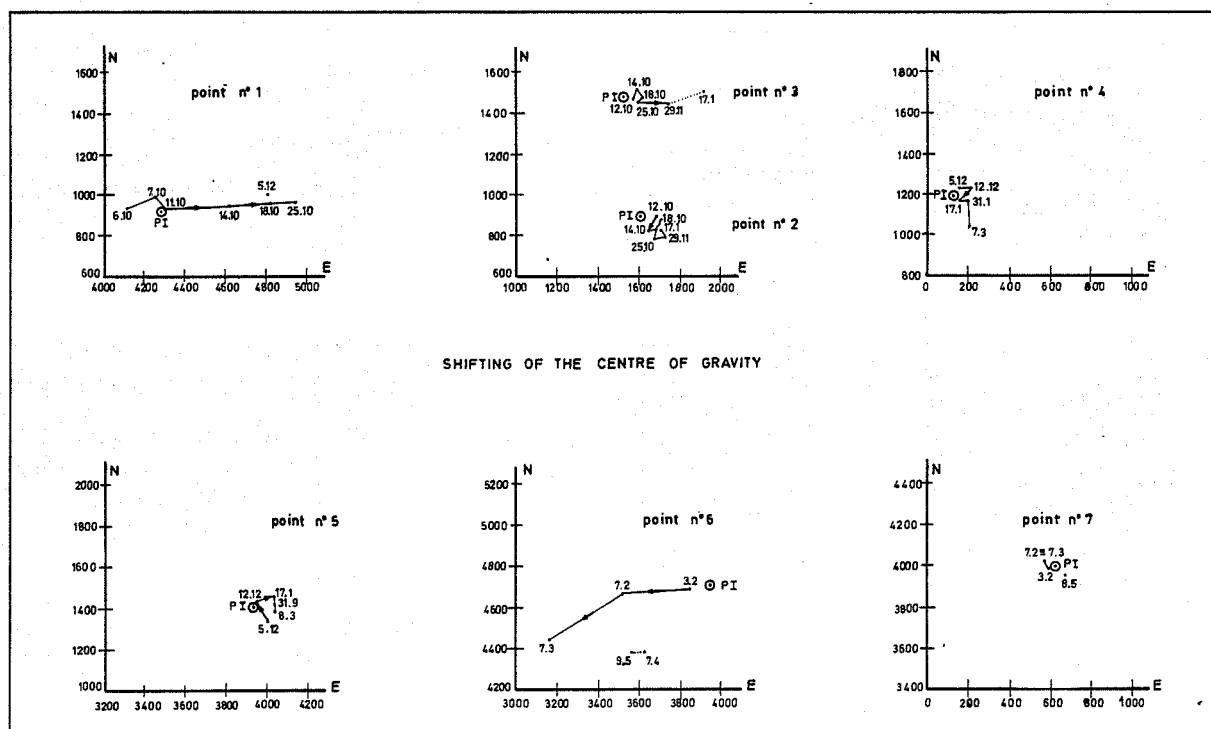 N
point n° 1
1600
1400
1200
1000
800
600
7.10
5.12
6.10
11.10
PI
14.10
18.10
25.10
E
4000 4200 4400 4600 4800 5000
N
1600
1400
1200
1000
800
600
14.10
PI
18.10
point n° 3
17.1
12.10
25.10
29.11
PI
12.10
18.10
point n° 2
14.10
17.1
25.10
29.11
E
1000 1200 1400 1600 1800 2000
N
1800
1600
1400
1200
1000
800
point n° 4
5.12
12.12
PI
17.1
31.1
7.3
E
0 200 400 600 800 1000
SHIFTING OF THE CENTRE OF GRAVITY
N
2000
1800
1600
1400
1200
1000
point n° 5
12.12
17.1
PI
31.9
8.3
5.12
E
3200 3400 3600 3800 4000 4200
N
5200
5000
4800
4600
4400
4200
point n° 6
7.2
3.2
PI
7.3
9.5
7.4
E
3000 3200 3400 3600 3800 4000
N
4400
4200
4000
3800
3600
3400
point n° 7
7.2 ≡ 7.3
PI
3.2
8.5
E
0 200 400 600 800 1000